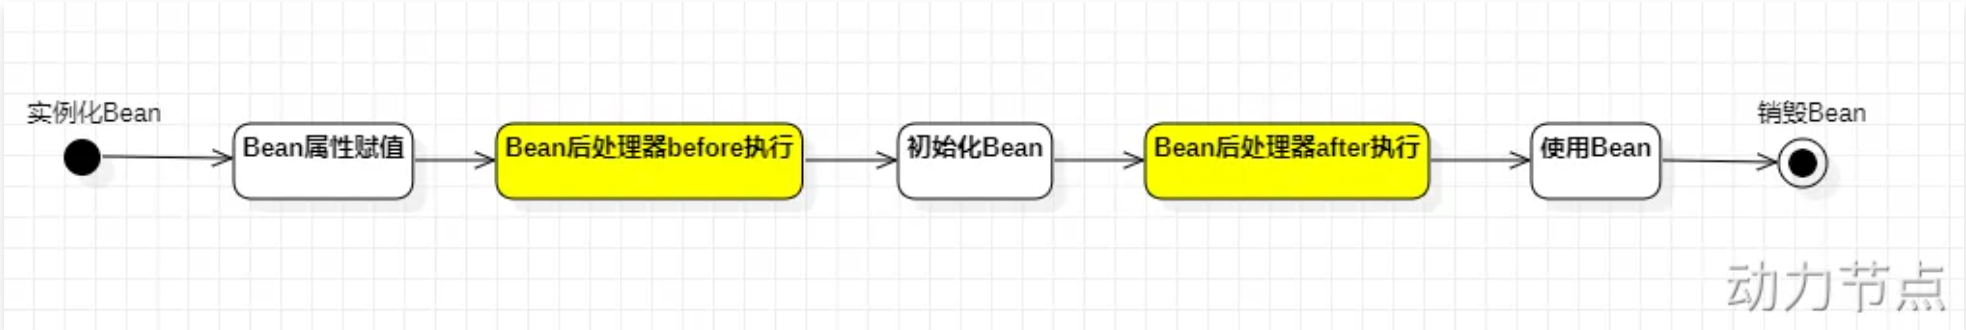 实例化Bean
Bean属性赋值
Bean后处理器before执行
初始化Bean
Bean后处理器after执行
使用Bean
销毁Bean
动力节点